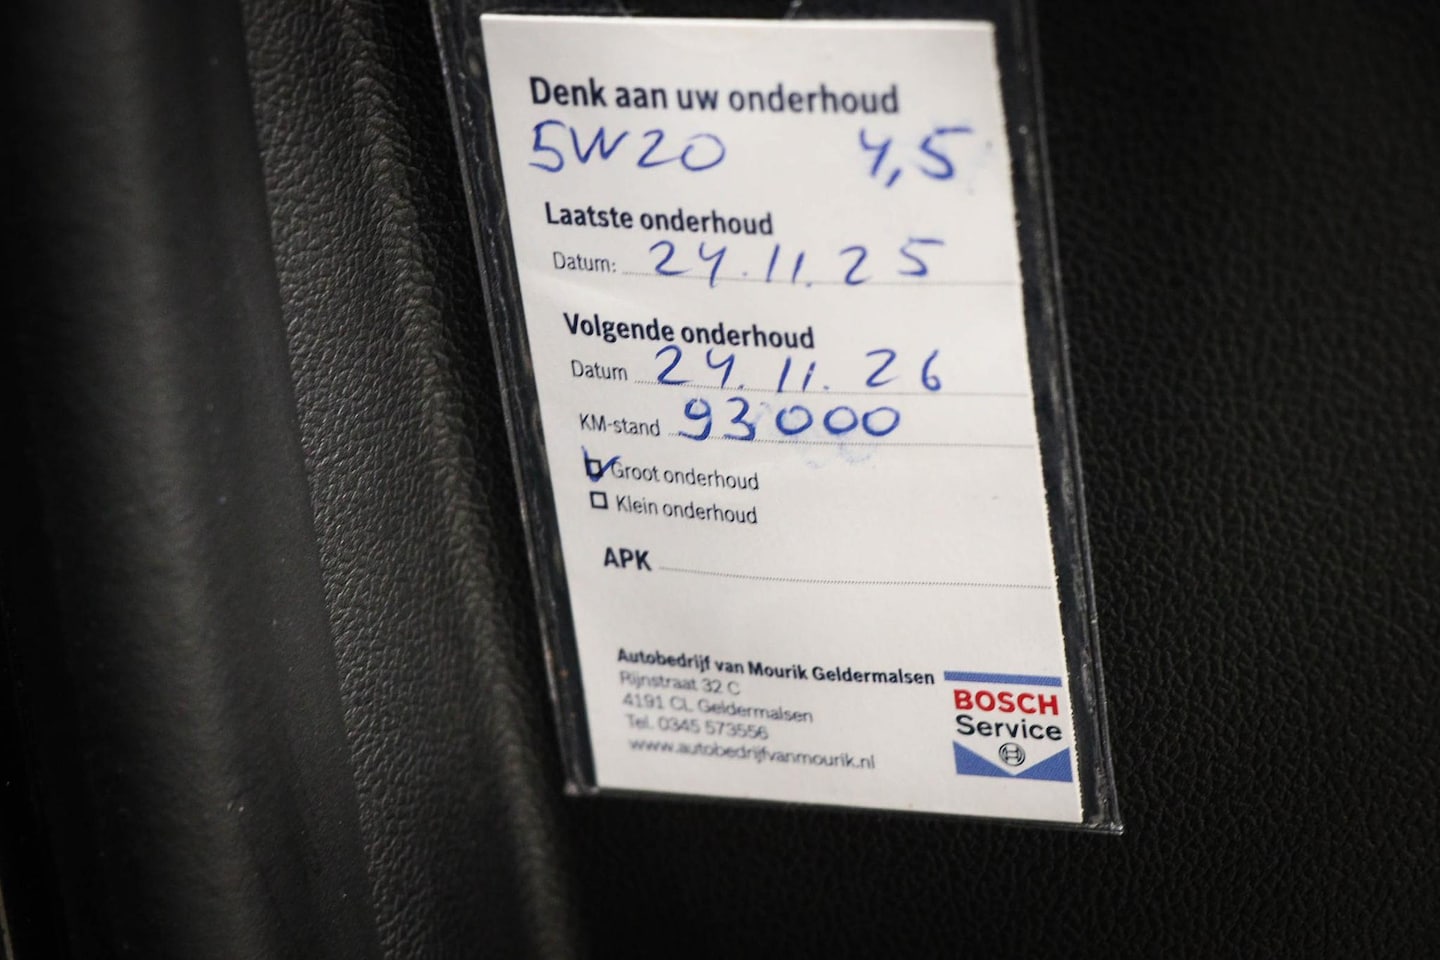 Denk aan uw onderhoud
5W20 4,5
Laatste onderhoud
Datum: 24.11.25
Volgende onderhoud
Datum 24.11.26
KM-stand 93000
Groot onderhoud
Klein onderhoud
APK
Autobedrijf van Mourik Geldermalsen
Rijnstraat 32 C
4191 CL Geldermalsen
Tel. 0345 573556
www.autobedrijfvanmourik.nl
BOSCH
Service